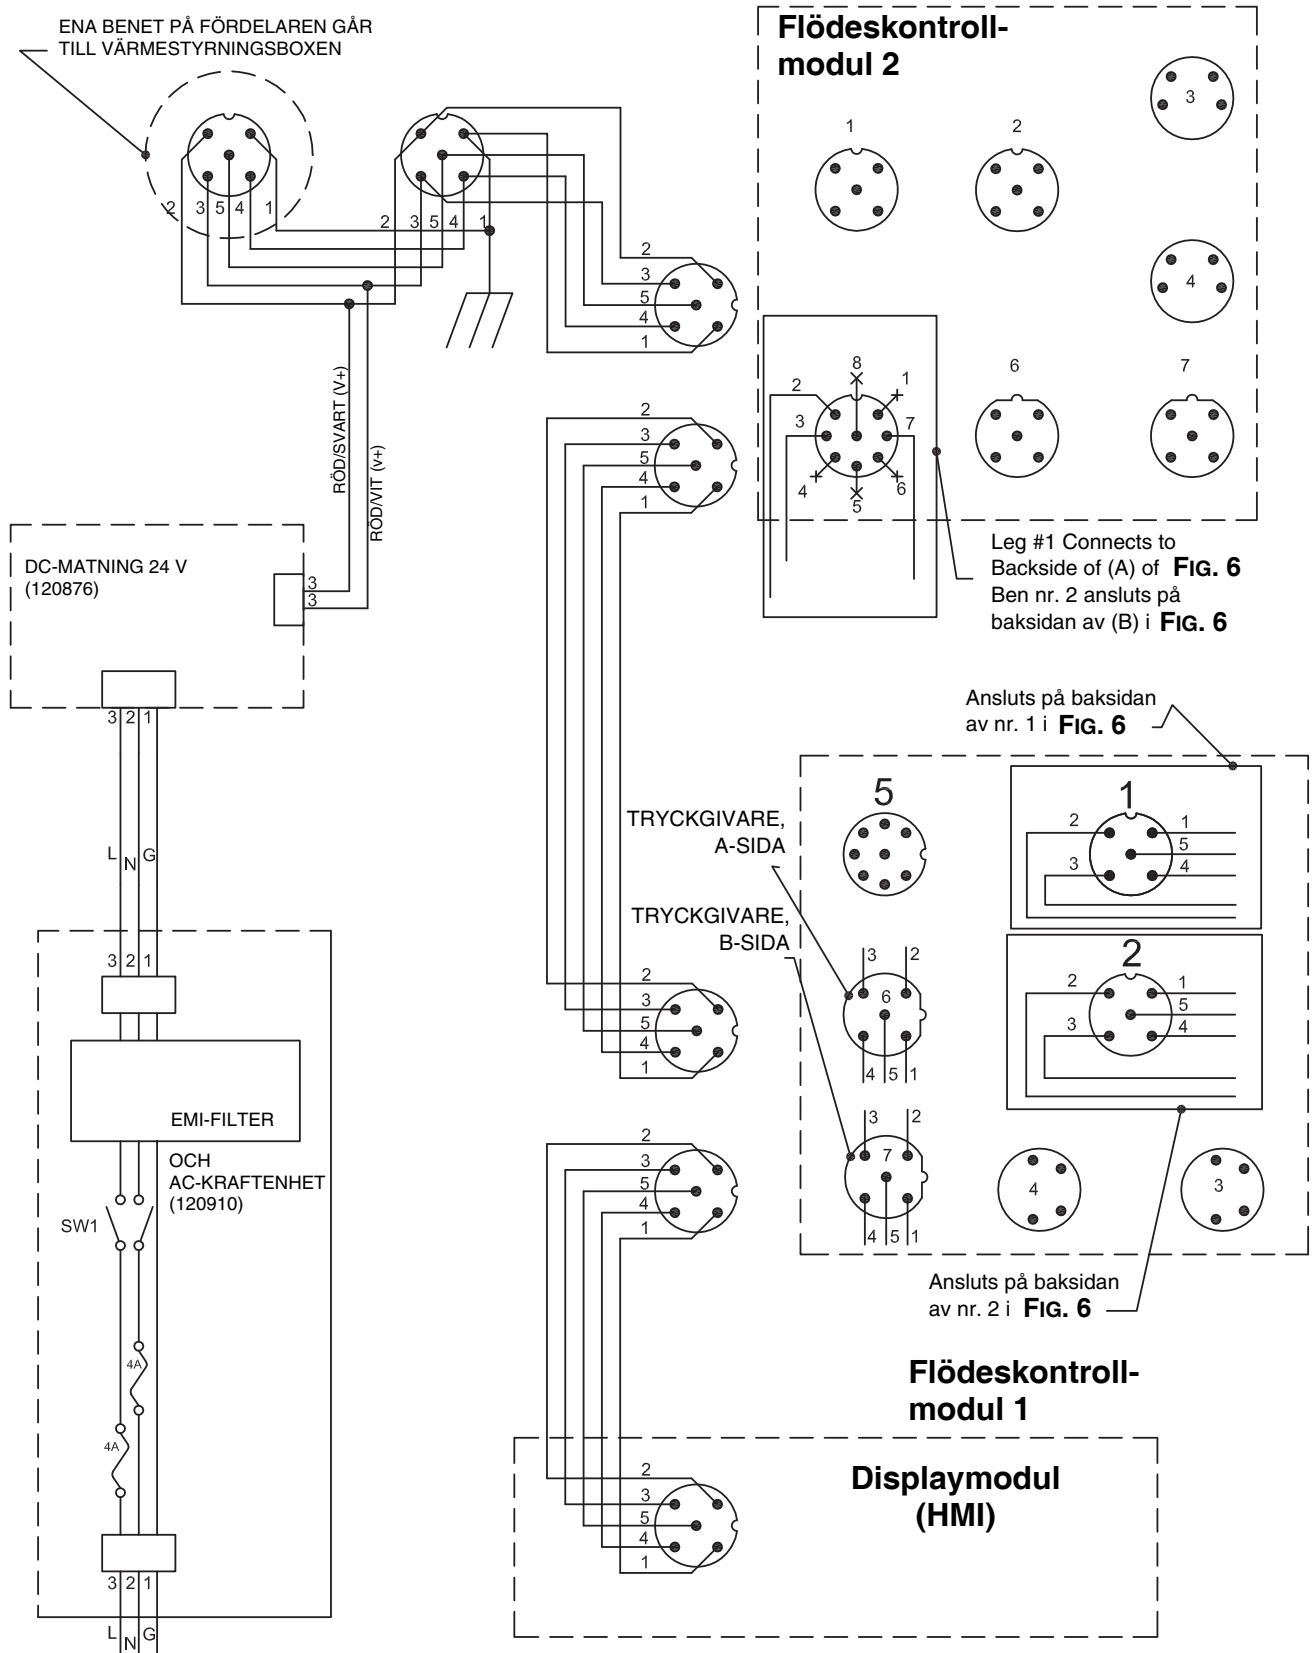 ENA BENET PÅ FÖRDELAREN GÅR
TILL VÄRMESTYRNINGSBOXEN
2 3 5 4 1
2 3 5 4 1
2
3
5
4
1
Flödeskontroll-
modul 2
1
2
3
4
6
7
8
2
1
3
7
4
6
5
Leg #1 Connects to
Backside of (A) of FIG. 6
Ben nr. 2 ansluts på
baksidan av (B) i FIG. 6
RÖD/SVART (V+)
RÖD/VIT (v+)
DC-MATNING 24 V
(120876)
3
3
3 2 1
L N G
3 2 1
EMI-FILTER
OCH
AC-KRAFTENHET
(120910)
SW1
4A
4A
3 2 1
L N G
2
3
5
4
1
2
3
5
4
1
2
3
5
4
1
2
3
5
4
1
Ansluts på baksidan
av nr. 1 i FIG. 6
TRYCKGIVARE,
A-SIDA
TRYCKGIVARE,
B-SIDA
5
1
2
1
5
3
4
2
2
1
5
3
4
3 2
6
4 5 1
3 2
7
4 5 1
4
3
Ansluts på baksidan
av nr. 2 i FIG. 6
Flödeskontroll-
modul 1
Displaymodul
(HMI)